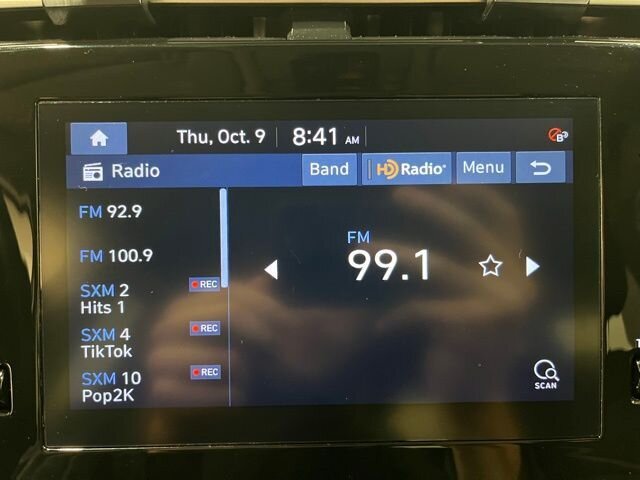 Thu, Oct. 9 8:41 AM
Radio Band HD Radio Menu
FM 92.9
FM 100.9
SXM 2 REC
Hits 1
SXM 4 REC
TikTok
SXM 10 REC
Pop2K
FM
99.1
SCAN